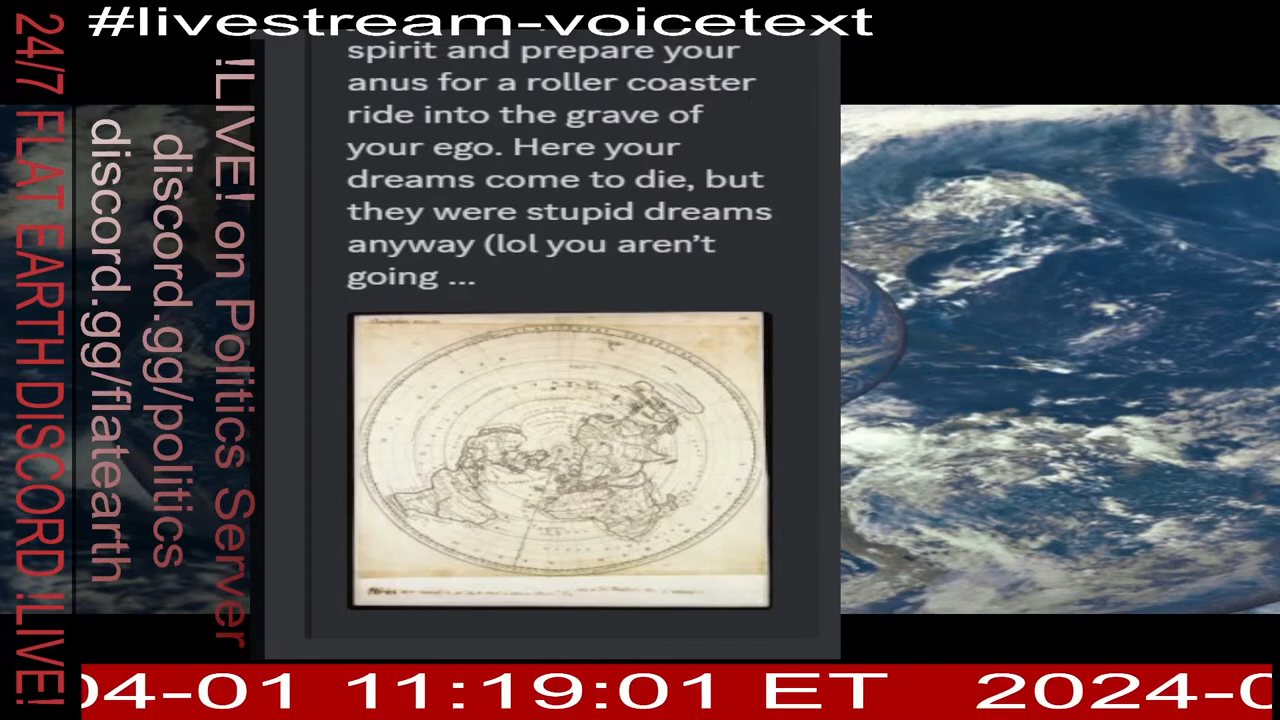 #livestream-voicetext
spirit and prepare your
anus for a roller coaster
ride into the grave of
your ego. Here your
dreams come to die, but
they were stupid dreams
anyway (lol you aren’t
going ...
!LIVE! on Politics Server
discord.gg/politics
discord.gg/flatearth
24/7 FLAT EARTH DISCORD !LIVE!
04-01 11:19:01 ET 2024-0